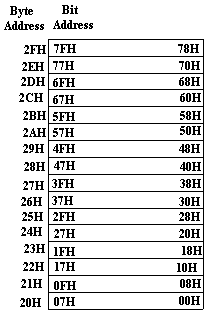 Byte Bit
Address Address
2FH 7FH 78H
2EH 77H 70H
2DH 6FH 68H
2CH 67H 60H
2BH 5FH 58H
2AH 57H 50H
29H 4FH 48H
28H 47H 40H
27H 3FH 38H
26H 37H 30H
25H 2FH 28H
24H 27H 20H
23H 1FH 18H
22H 17H 10H
21H 0FH 08H
20H 07H 00H